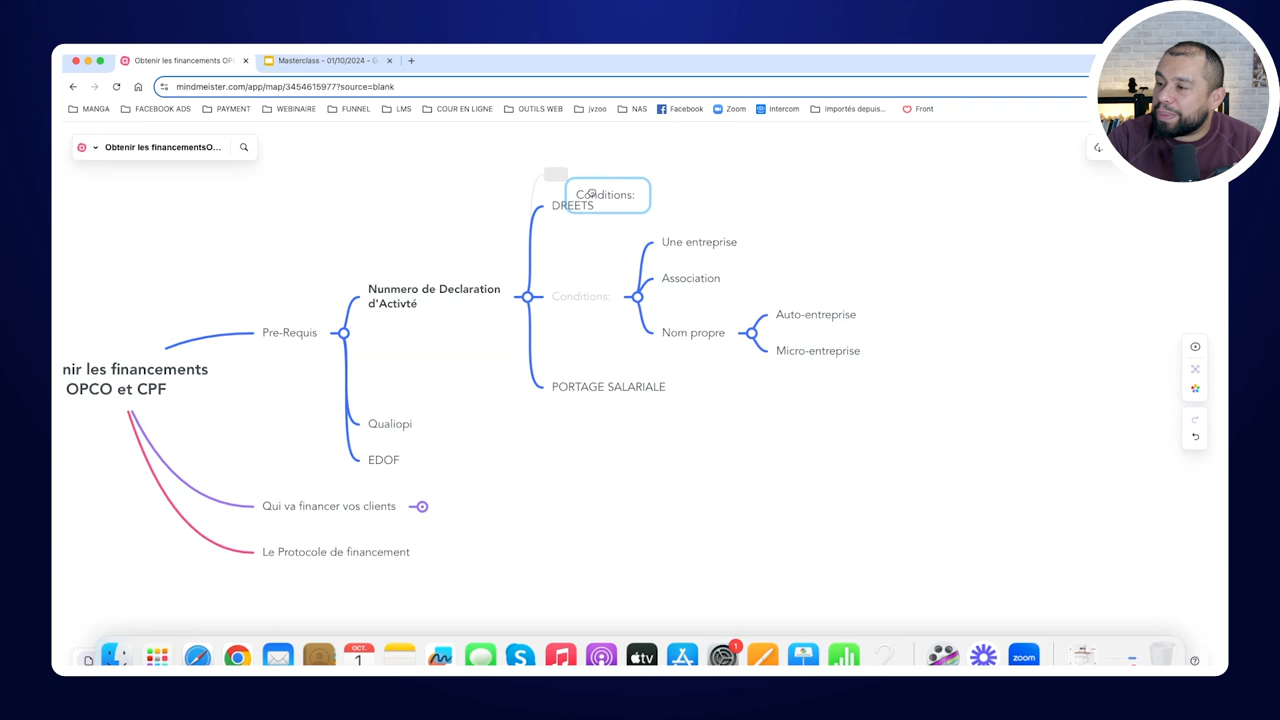 Obtenir les financements OP
Masterclass - 01/10/2024 - G
mindmeister.com/app/map/3454615977?source=blank
MANGA
FACEBOOK ADS
PAYMENT
WEBINAIRE
FUNNEL
LMS
COUR EN LIGNE
OUTILS WEB
jvzoo
NAS
Facebook
Zoom
Intercom
Importés depuis...
Front
Obtenir les financementsO...
Conditions:
DREETS
Une entreprise
Association
Conditions:
Nom propre
Auto-entreprise
Micro-entreprise
Nunmero de Declaration
d'Activté
Pre-Requis
PORTAGE SALARIALE
nir les financements
OPCO et CPF
Qualiopi
EDOF
Qui va financer vos clients
Le Protocole de financement
OCT.
1
tv
1
zoom